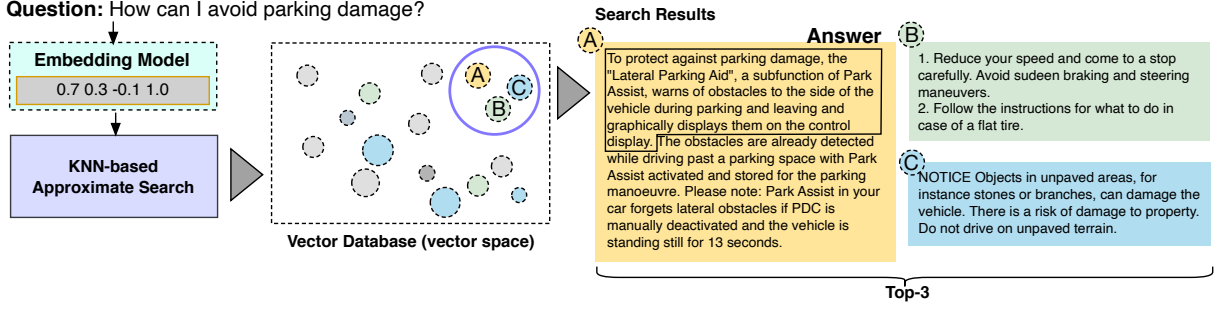 Question: How can I avoid parking damage?
Embedding Model
0.7 0.3 -0.1 1.0
KNN-based
Approximate Search
A
C
B
Vector Database (vector space)
Search Results
A
Answer
To protect against parking damage, the
"Lateral Parking Aid", a subfunction of Park
Assist, warns of obstacles to the side of the
vehicle during parking and leaving and
graphically displays them on the control
display. The obstacles are already detected
while driving past a parking space with Park
Assist activated and stored for the parking
manoeuvre. Please note: Park Assist in your
car forgets lateral obstacles if PDC is
manually deactivated and the vehicle is
standing still for 13 seconds.
B
1. Reduce your speed and come to a stop
carefully. Avoid sudeen braking and steering
maneuvers.
2. Follow the instructions for what to do in
case of a flat tire.
C
NOTICE Objects in unpaved areas, for
instance stones or branches, can damage the
vehicle. There is a risk of damage to property.
Do not drive on unpaved terrain.
Top-3